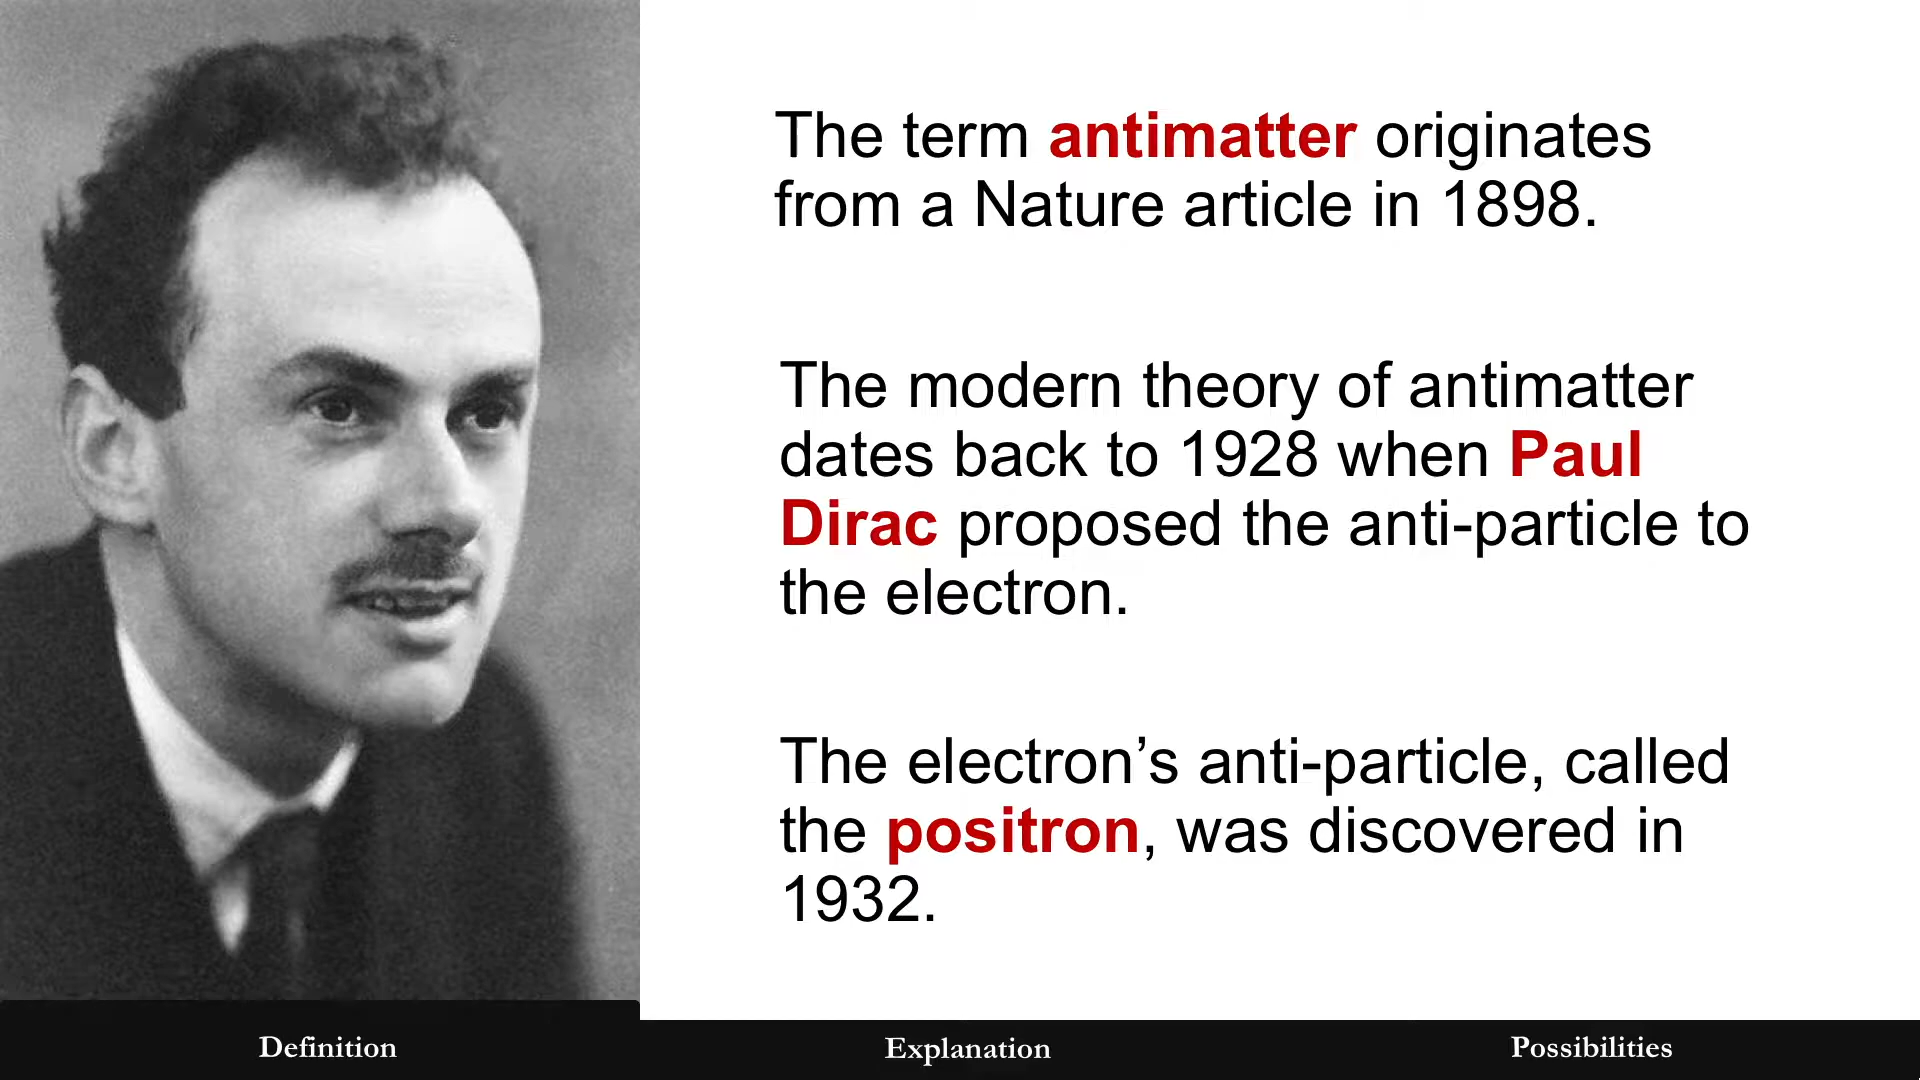 The term antimatter originates
from a Nature article in 1898.
The modern theory of antimatter
dates back to 1928 when Paul
Dirac proposed the anti-particle to
the electron.
The electron’s anti-particle, called
the positron, was discovered in
1932.
Definition
Explanation
Possibilities